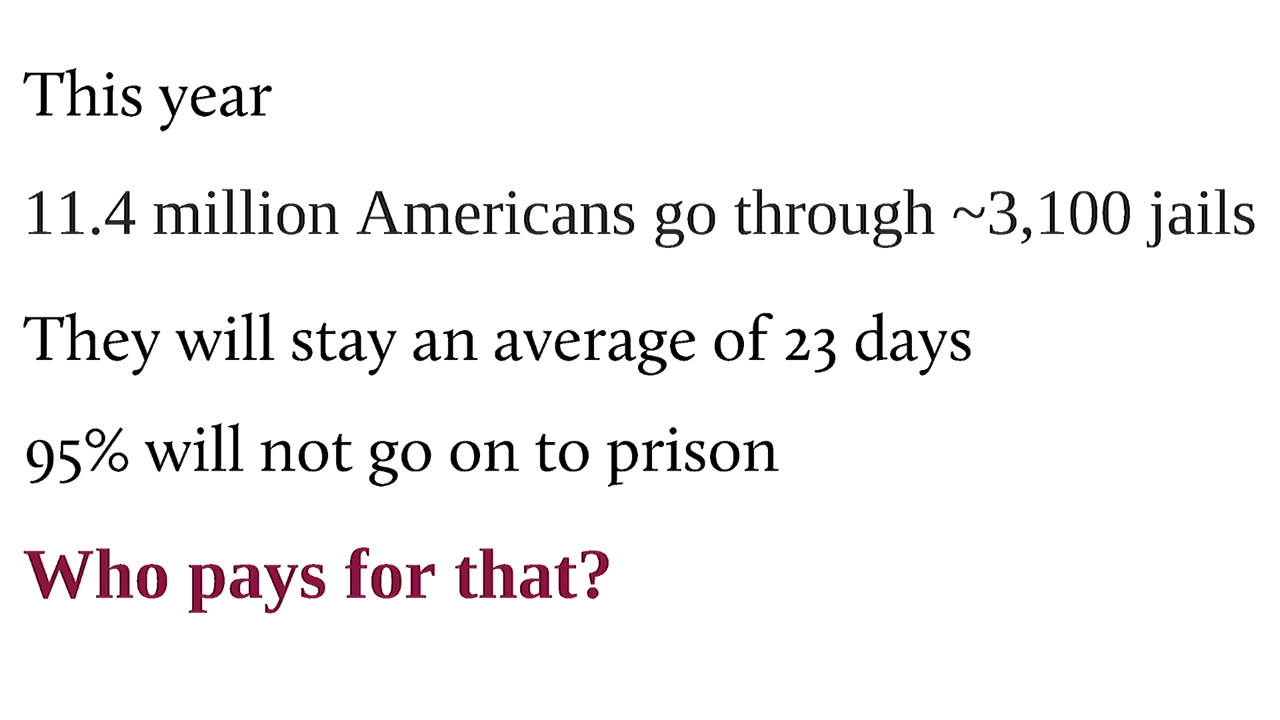 This year
11.4 million Americans go through ~3,100 jails
They will stay an average of 23 days
95% will not go on to prison
Who pays for that?